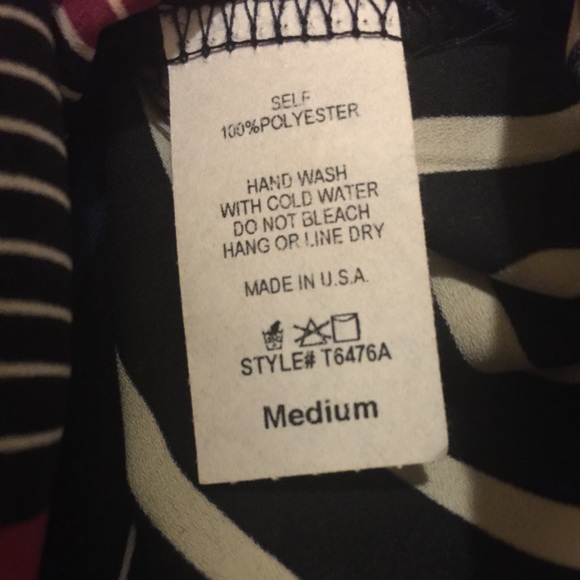 SELF
100%POLYESTER
HAND WASH
WITH COLD WATER
DO NOT BLEACH
HANG OR LINE DRY
MADE IN U.S.A.
STYLE# T6476A
Medium